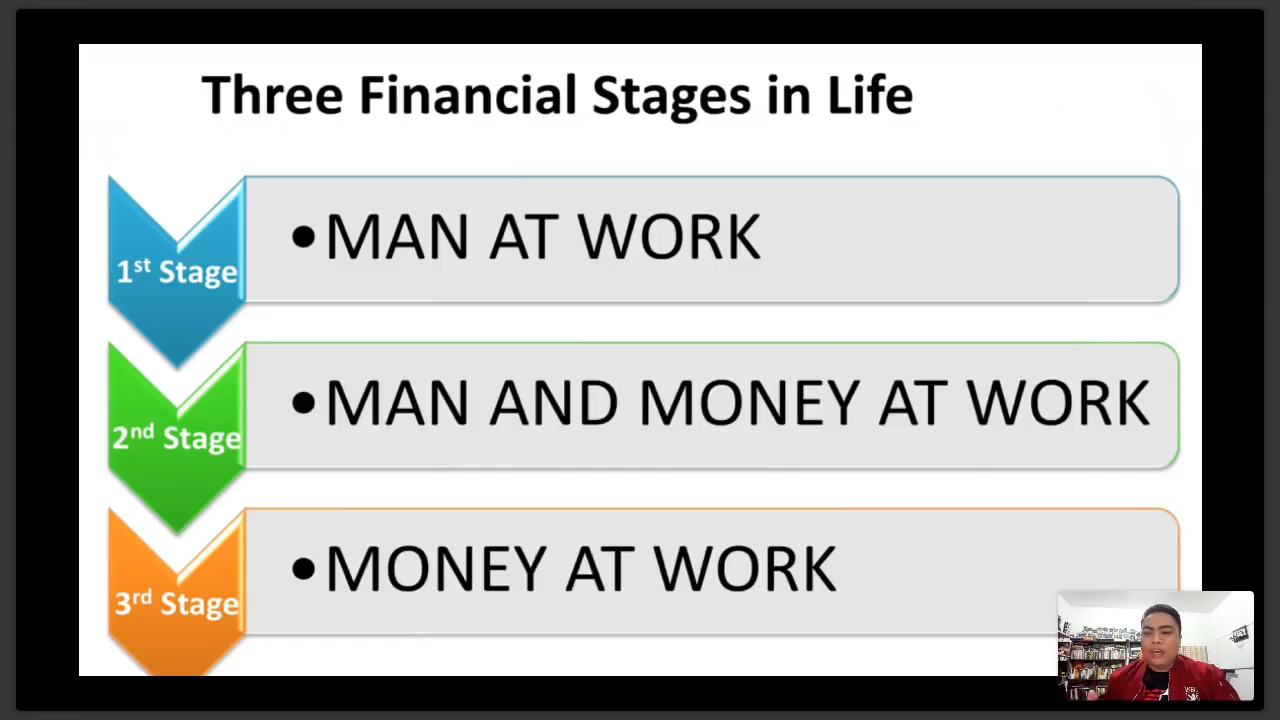 Three Financial Stages in Life
1st Stage
•MAN AT WORK
2nd Stage
•MAN AND MONEY AT WORK
3rd Stage
•MONEY AT WORK